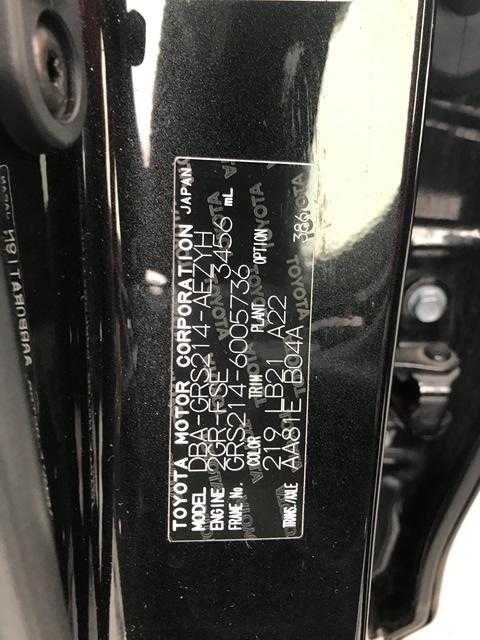 TOYOTA MOTOR CORPORATION JAPAN
MODEL DBA-GRS214-AEZYH
ENGINE 2GR-FSE 3456 mL
FRAME No. GRS214-6005736
COLOR TRIM PLANT OPTION
219 LB21 A22
TRANS./AXLE AA81E B04A 386